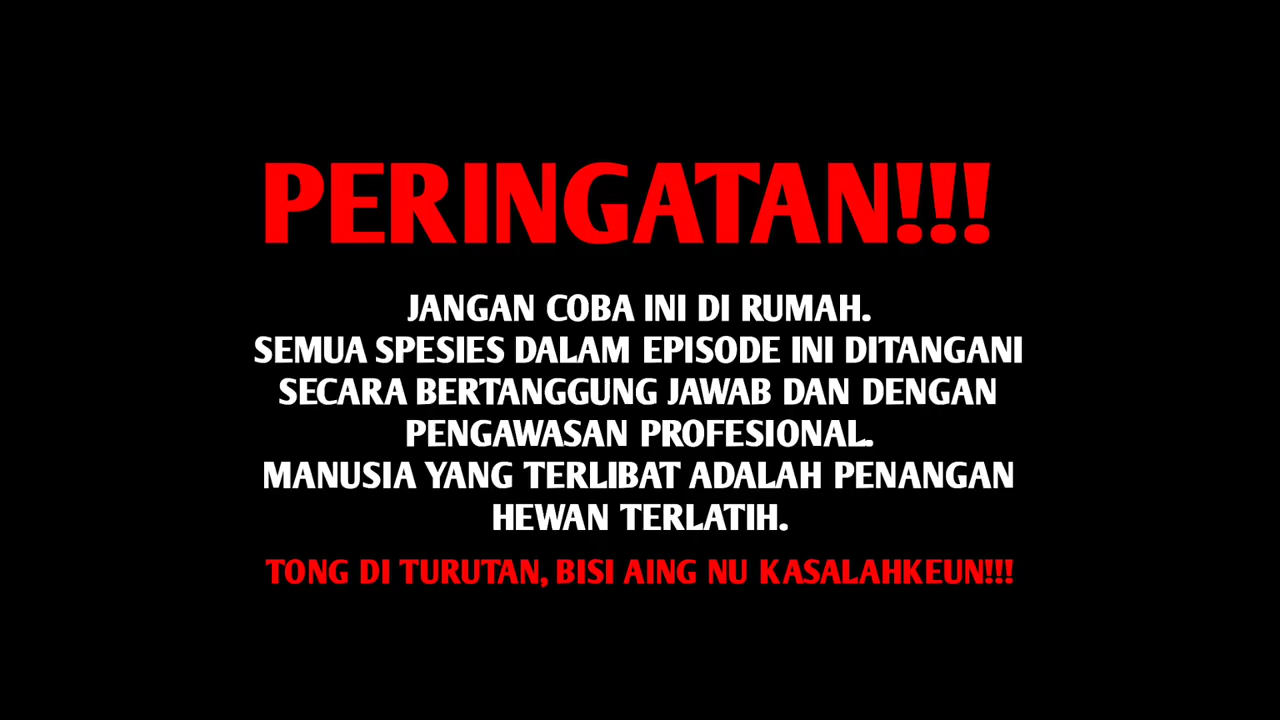 PERINGATAN!!!
JANGAN COBA INI DI RUMAH.
SEMUA SPESIES DALAM EPISODE INI DITANGANI
SECARA BERTANGGUNG JAWAB DAN DENGAN
PENGAWASAN PROFESIONAL.
MANUSIA YANG TERLIBAT ADALAH PENANGAN
HEWAN TERLATIH.
TONG DI TURUTAN, BISI AING NU KASALAHKEUN!!!